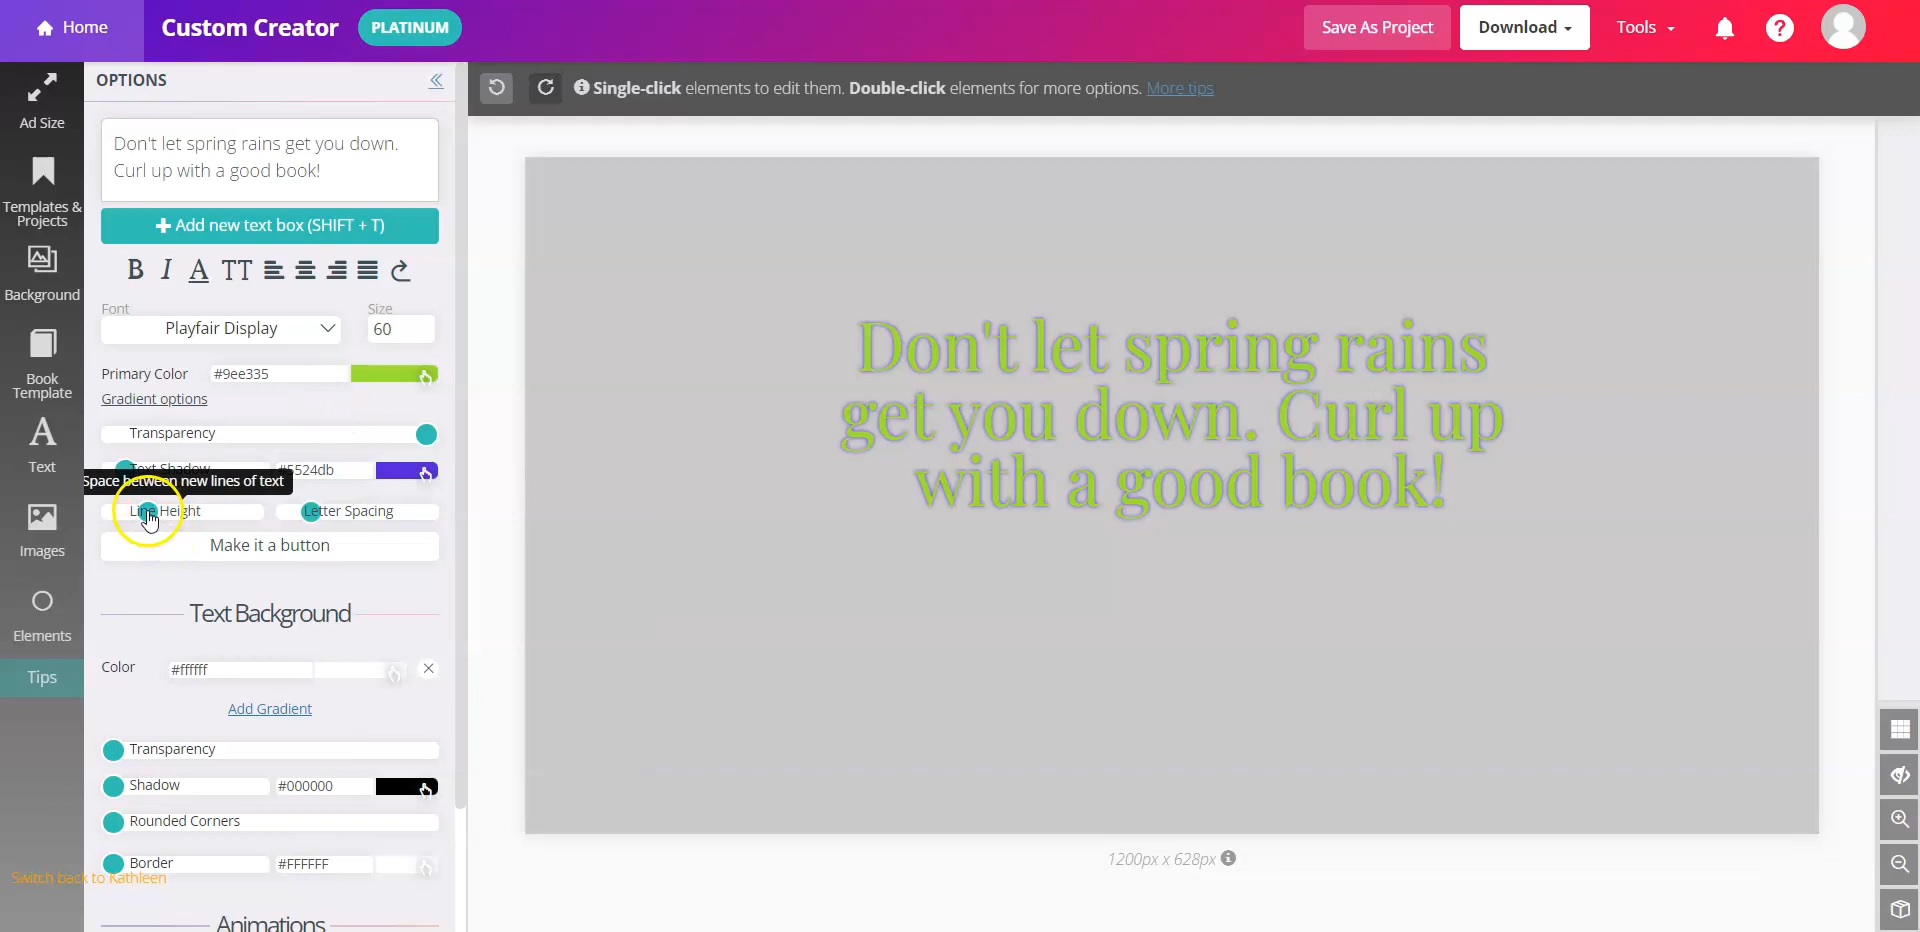 Home
Custom Creator
PLATINUM
Save As Project
Download
Tools
?
OPTIONS
Single-click elements to edit them. Double-click elements for more options. More tips
Ad Size
Templates &
Projects
Background
Book
Template
Text
Images
Elements
Tips
Don't let spring rains get you down.
Curl up with a good book!
Add new text box (SHIFT + T)
B I A TT
Font
Size
Playfair Display
60
Primary Color
#9ee335
Gradient options
Transparency
Text Shadow
#5524db
Space between new lines of text
Line Height
Letter Spacing
Make it a button
Text Background
Color
#ffffff
Add Gradient
Transparency
Shadow
#000000
Rounded Corners
Border
#FFFFFF
Switch back to Kathleen
Animations
Don't let spring rains
get you down. Curl up
with a good book!
1200px x 628px